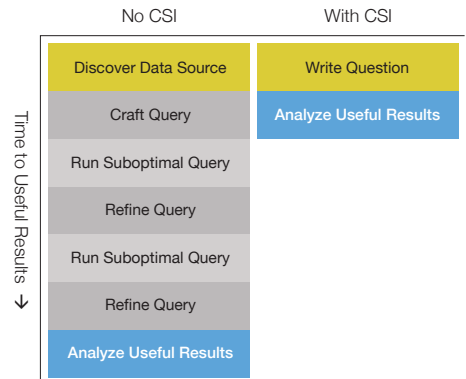 No CSI
With CSI
Time to Useful Results →
Discover Data Source
Craft Query
Run Suboptimal Query
Refine Query
Run Suboptimal Query
Refine Query
Analyze Useful Results
Write Question
Analyze Useful Results